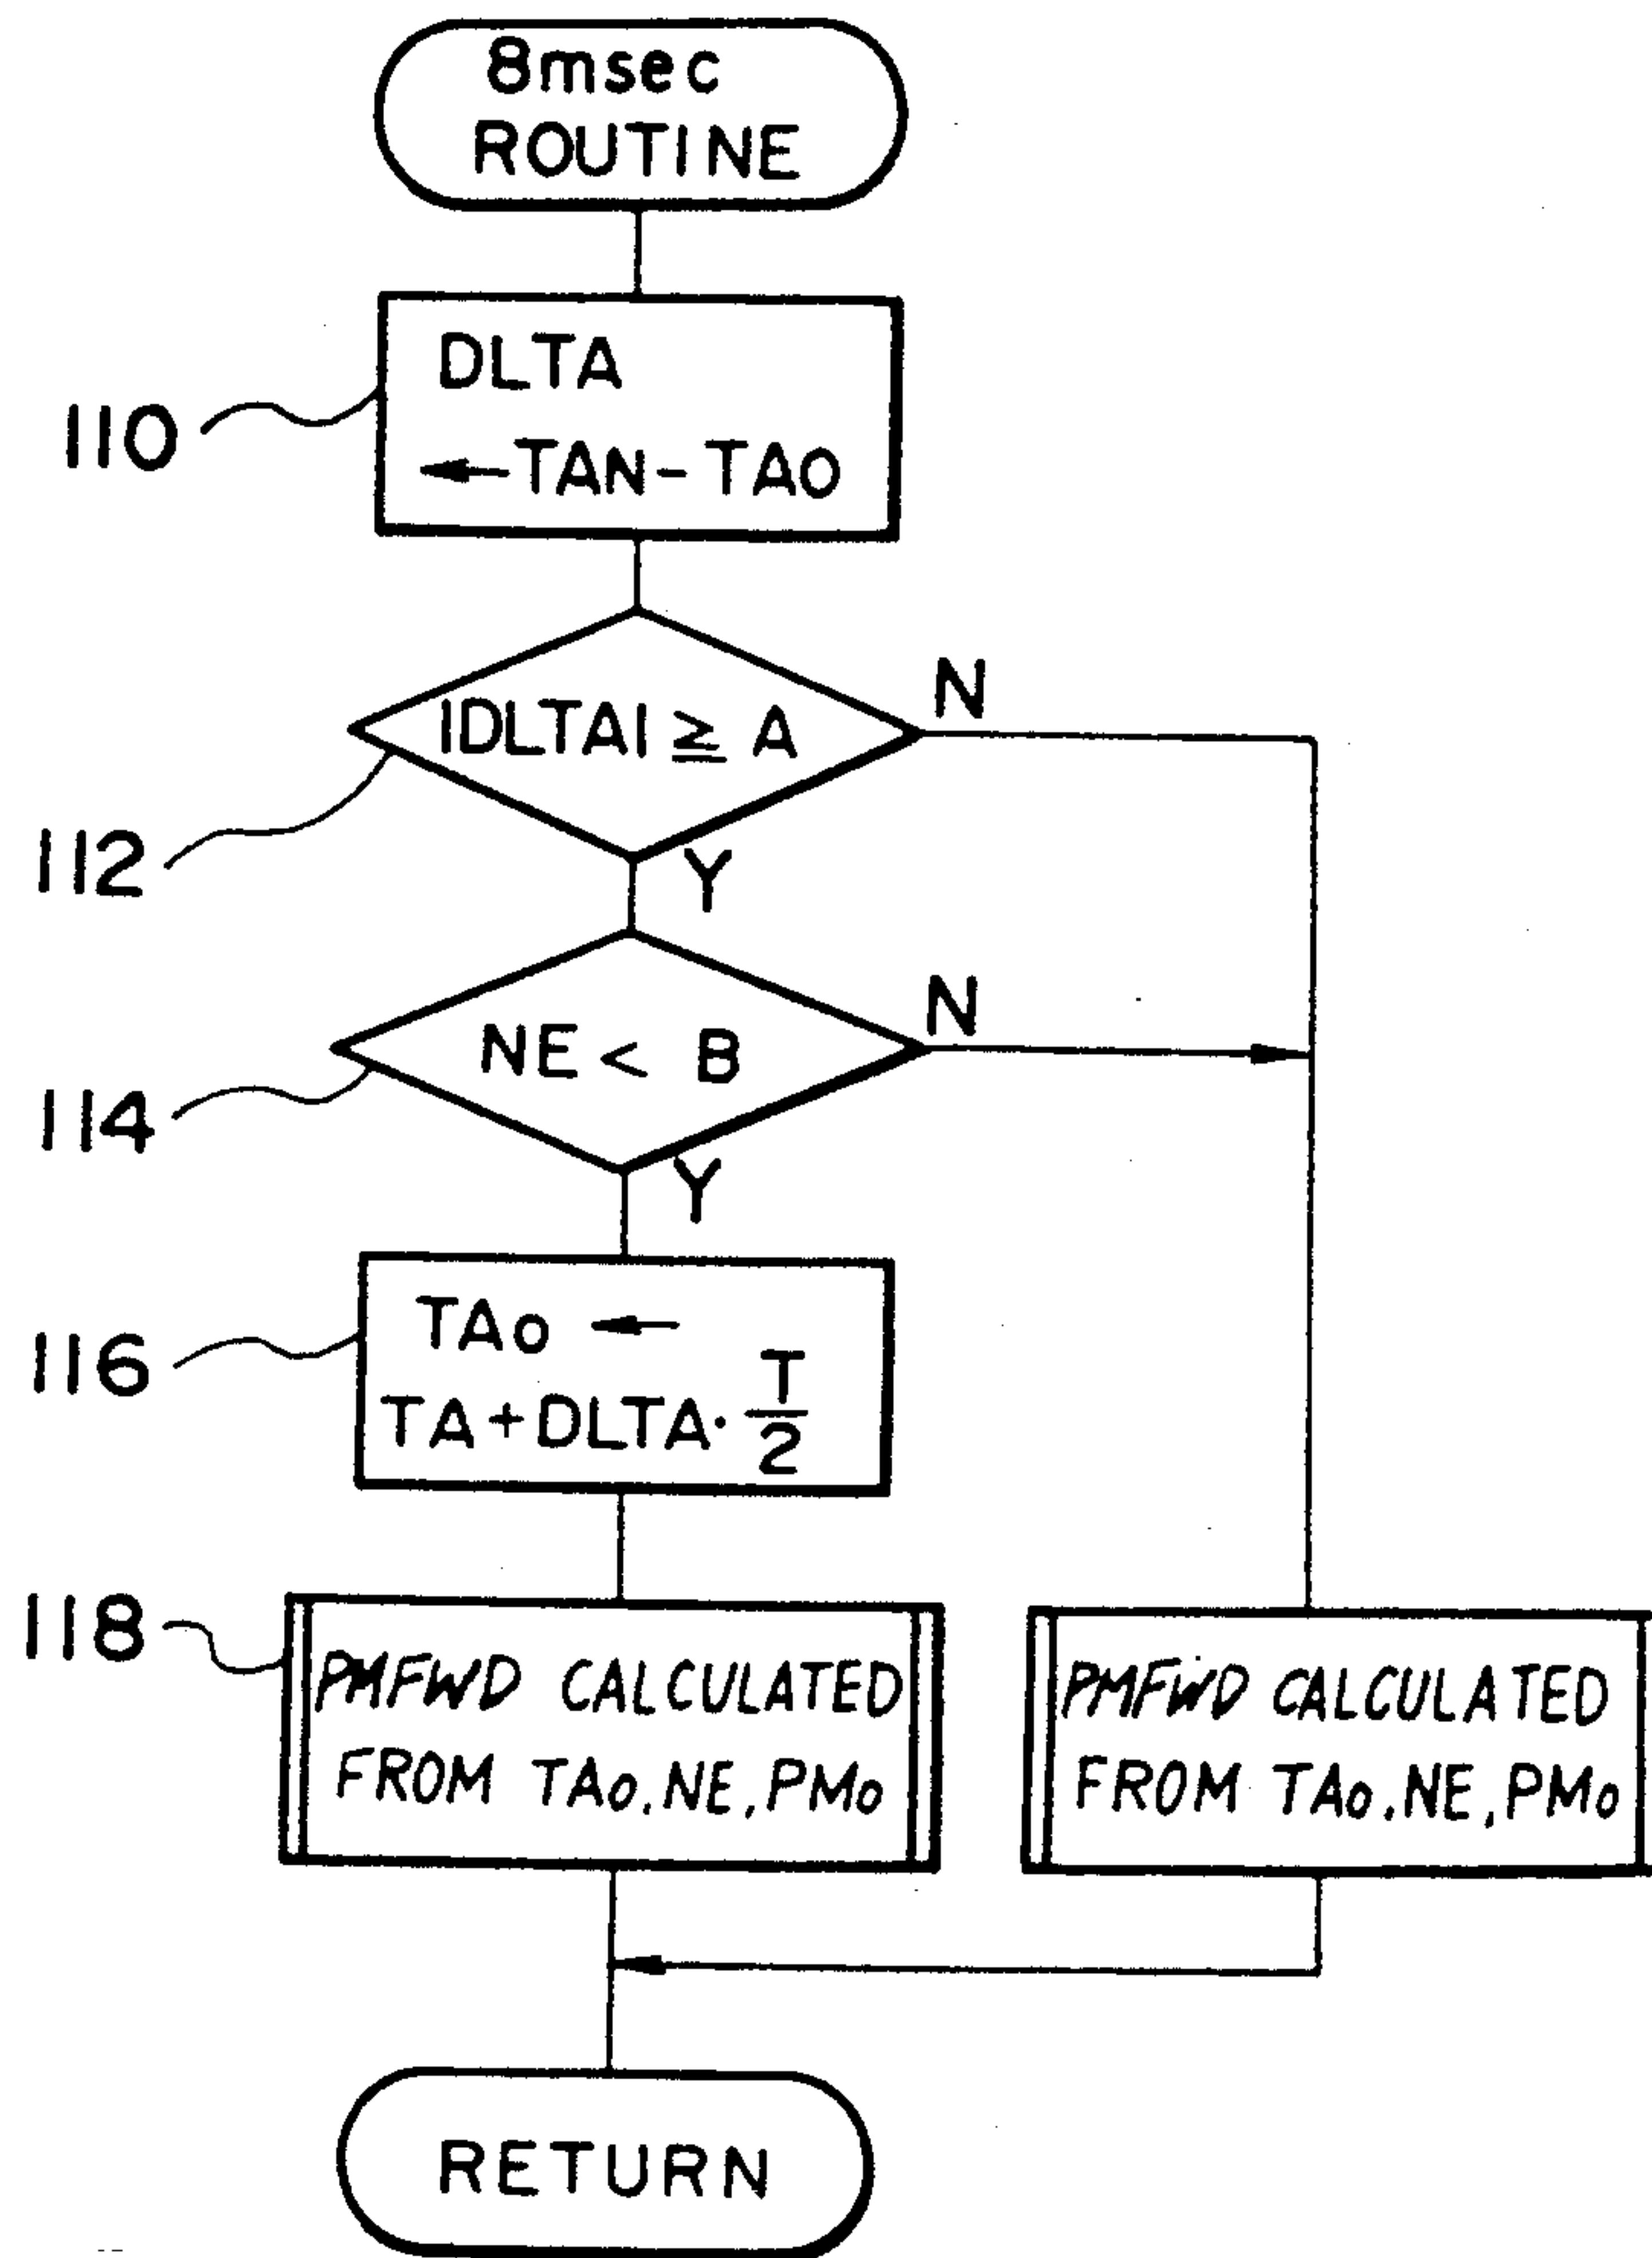 8msec
ROUTINE
110
DLTA
←TAN-TAO
112
|DLTA| ≧ A
N
Y
114
NE < B
N
Y
116
TAo ←
TA+DLTA· T/2
118
PMFWD CALCULATED
FROM TAo,NE,PMo
PMFWD CALCULATED
FROM TAo,NE,PMo
RETURN